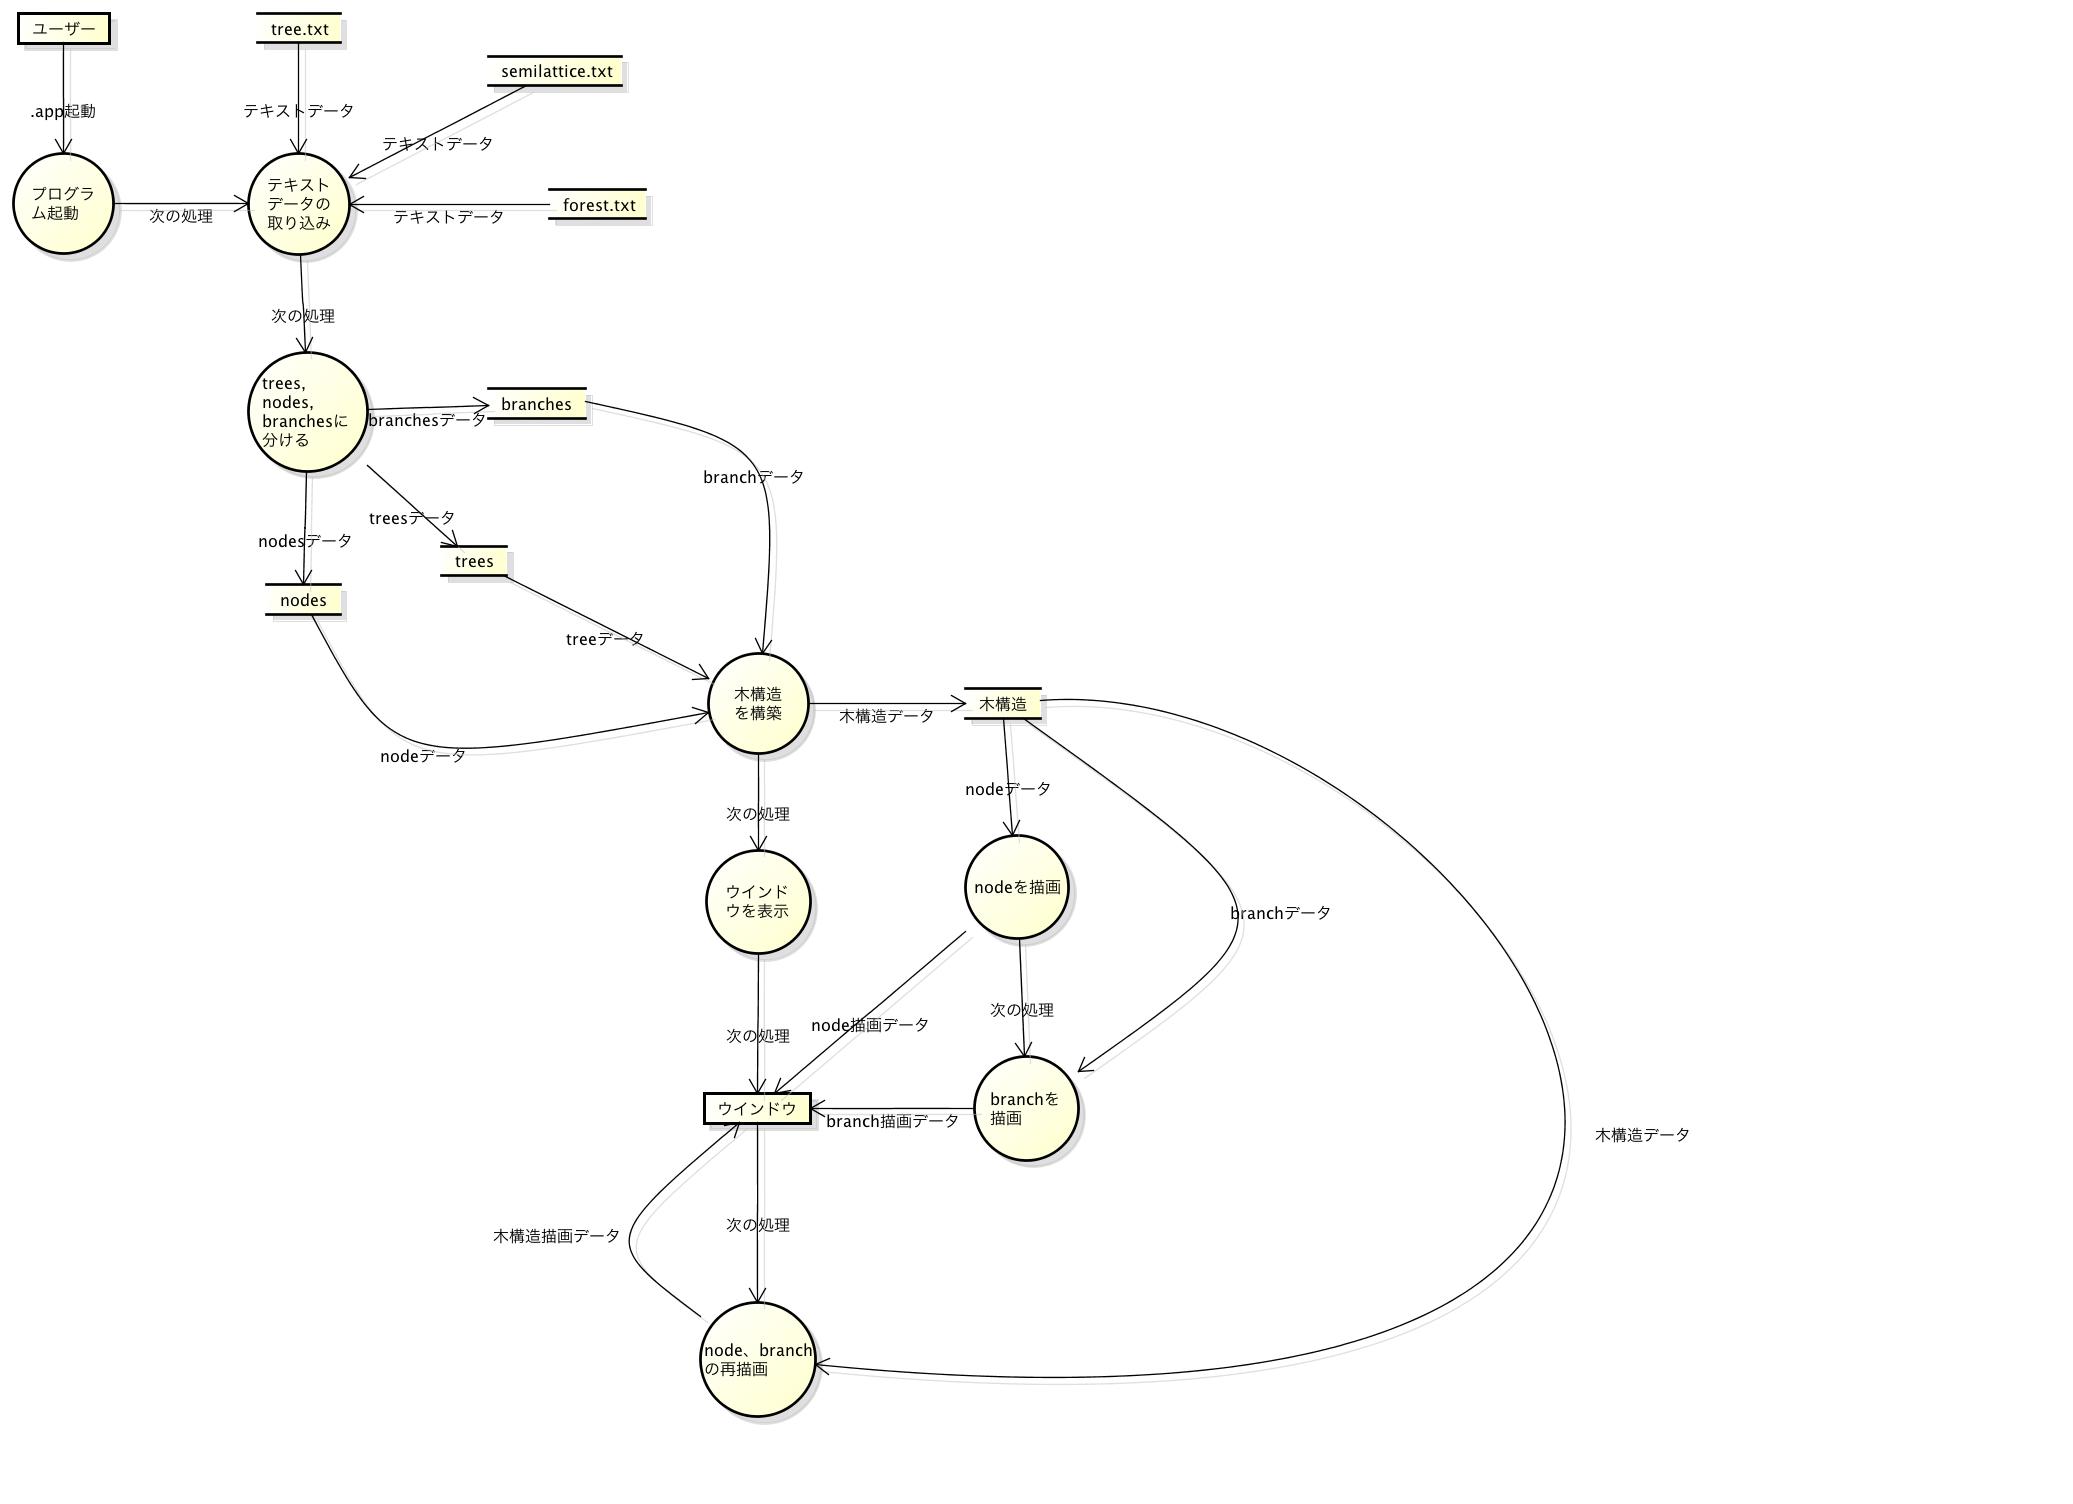 ユーザー
tree.txt
semilattice.txt
.app起動
テキストデータ
テキストデータ
プログラ
ム起動
次の処理
テキスト
データの
取り込み
テキストデータ
forest.txt
次の処理
trees,
nodes,
branchesに
分ける
branchesデータ
branches
branchデータ
treesデータ
nodesデータ
trees
nodes
treeデータ
nodeデータ
木構造
を構築
木構造データ
木構造
次の処理
nodeデータ
ウインド
ウを表示
nodeを描画
branchデータ
次の処理
node描画データ
次の処理
ウインドウ
branch描画データ
branchを
描画
木構造データ
木構造描画データ
次の処理
node、branch
の再描画